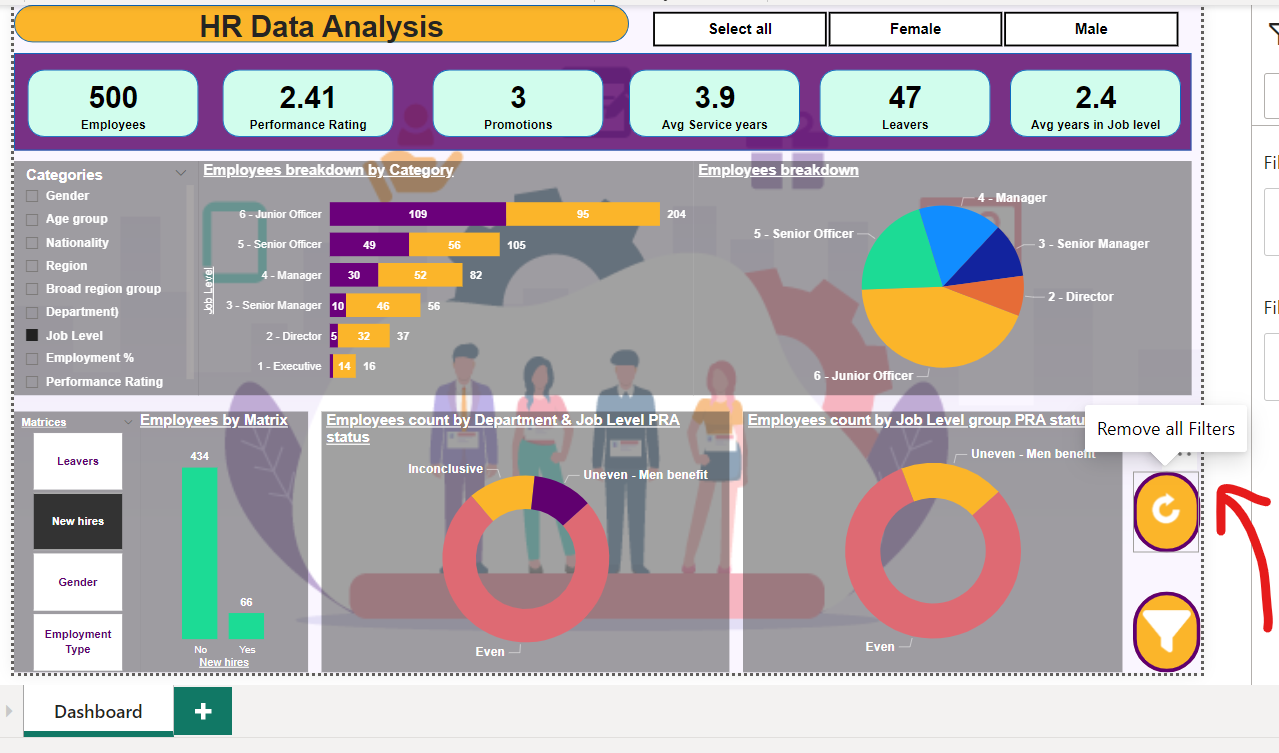 HR Data Analysis
Select all
Female
Male
500
Employees
2.41
Performance Rating
3
Promotions
3.9
Avg Service years
47
Leavers
2.4
Avg years in Job level
Categories
Gender
Age group
Nationality
Region
Broad region group
Department)
Job Level
Employment %
Performance Rating
Employees breakdown by Category
Job Level
6 - Junior Officer 109 95 204
5 - Senior Officer 49 56 105
4 - Manager 30 52 82
3 - Senior Manager 10 46 56
2 - Director 5 32 37
1 - Executive 14 16
Employees breakdown
4 - Manager
5 - Senior Officer
3 - Senior Manager
2 - Director
6 - Junior Officer
Matrices
Leavers
New hires
Gender
Employment
Type
Employees by Matrix
434
66
No Yes
New hires
Employees count by Department & Job Level PRA
status
Inconclusive
Uneven - Men benefit
Even
Employees count by Job Level group PRA statu
Uneven - Men benefit
Even
Remove all Filters
Fil
Fil
Dashboard
+